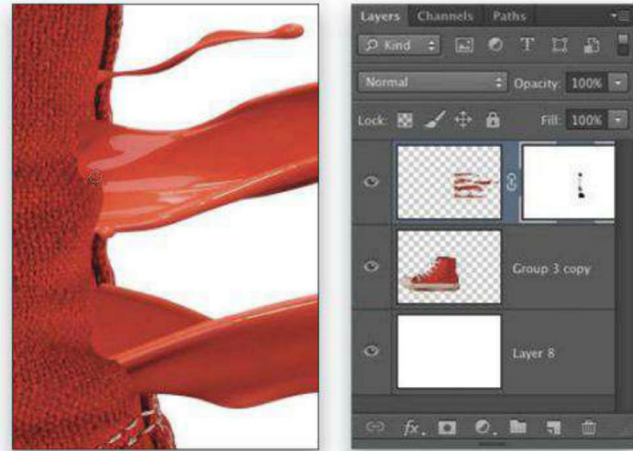 Layers Channels Paths
Kind T
Normal Opacity: 100%
Lock: Fill: 100%
Group 3 copy
Layer 8
fx.